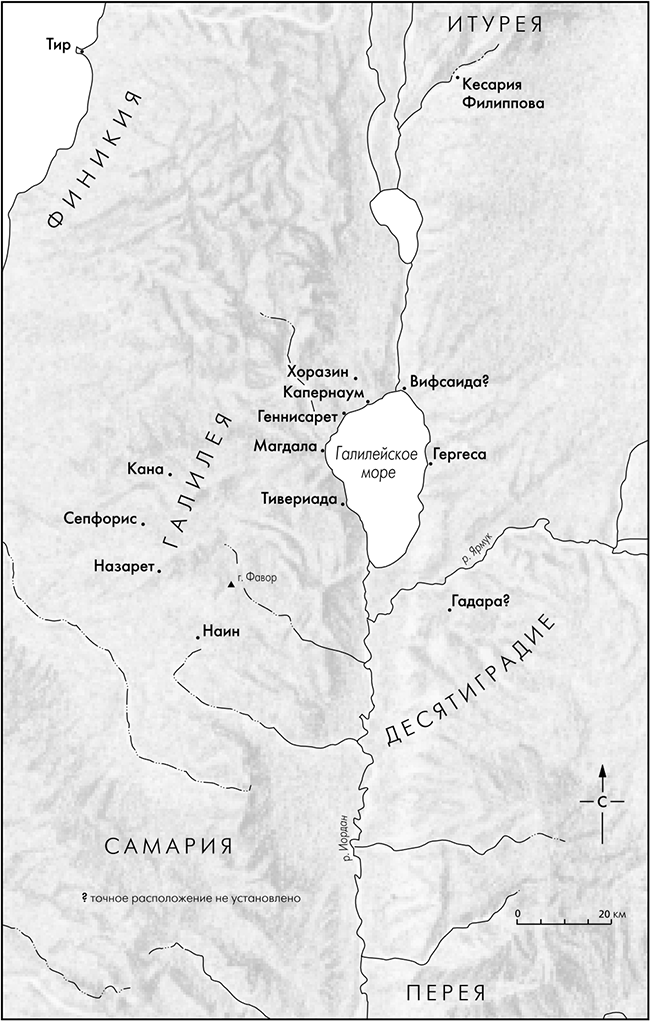 ИТУРЕЯ
Тир
Кесария
Филиппова
ФИНИКИЯ
Хоразин
Вифсаида?
Капернаум
Геннисарет
Магдала
Галилейское
море
Гергеса
ГАЛИЛЕЯ
Кана
Тивериада
Сепфорис
р. Ярмук
Назарет
г. Фавор
Гадара?
Наин
ДЕСЯТИГРАДИЕ
С
САМАРИЯ
р. Иордан
? точное расположение не установлено
0 20 км
ПЕРЕЯ